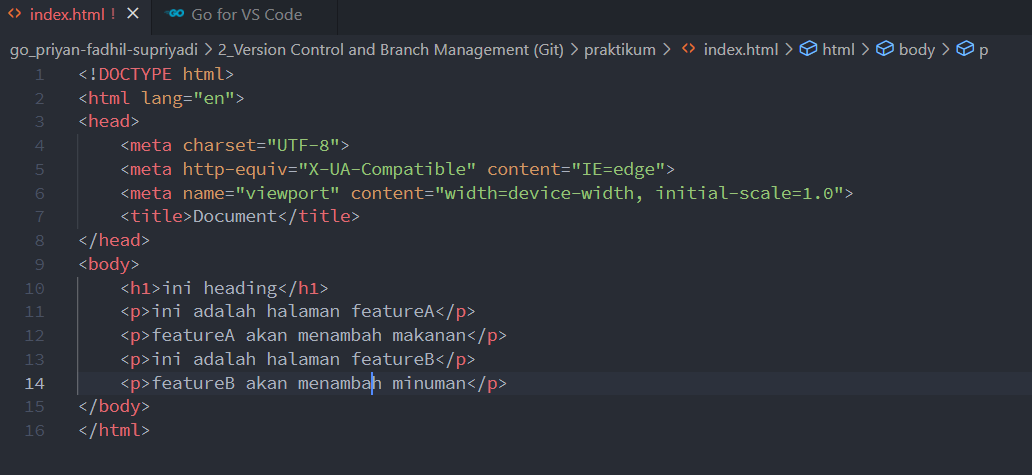 index.html ! × Go for VS Code
go_priyan-fadhil-supriyadi > 2_Version Control and Branch Management (Git) > praktikum > index.html > html > body > p
1 <!DOCTYPE html>
2 <html lang="en">
3 <head>
4 <meta charset="UTF-8">
5 <meta http-equiv="X-UA-Compatible" content="IE=edge">
6 <meta name="viewport" content="width=device-width, initial-scale=1.0">
7 <title>Document</title>
8 </head>
9 <body>
10 <h1>ini heading</h1>
11 <p>ini adalah halaman featureA</p>
12 <p>featureA akan menambah makanan</p>
13 <p>ini adalah halaman featureB</p>
14 <p>featureB akan menambah minuman</p>
15 </body>
16 </html>